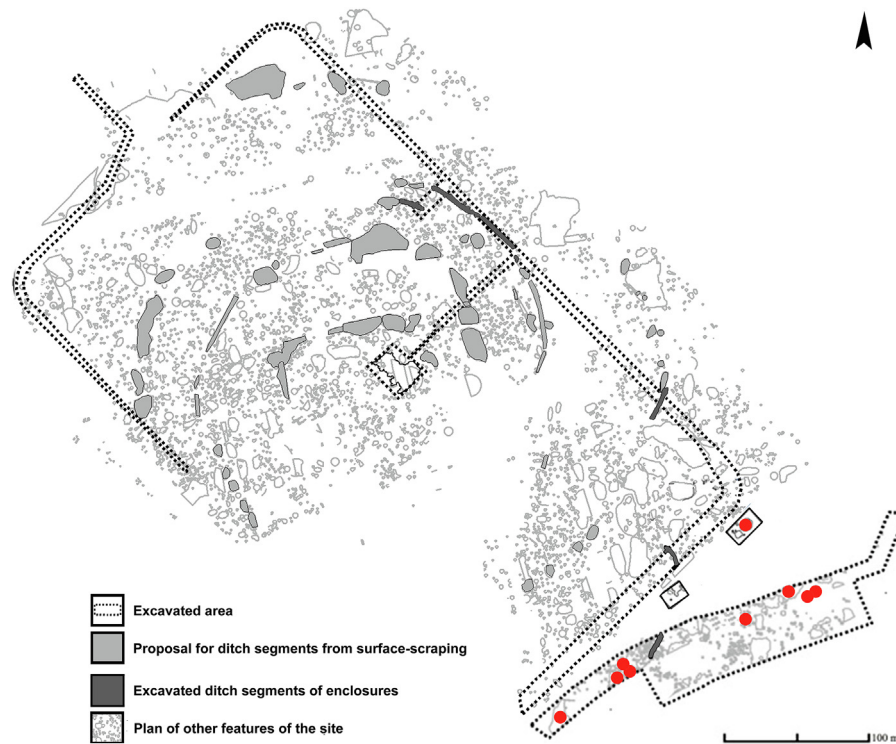 Excavated area
Proposal for ditch segments from surface-scraping
Excavated ditch segments of enclosures
Plan of other features of the site
100 m